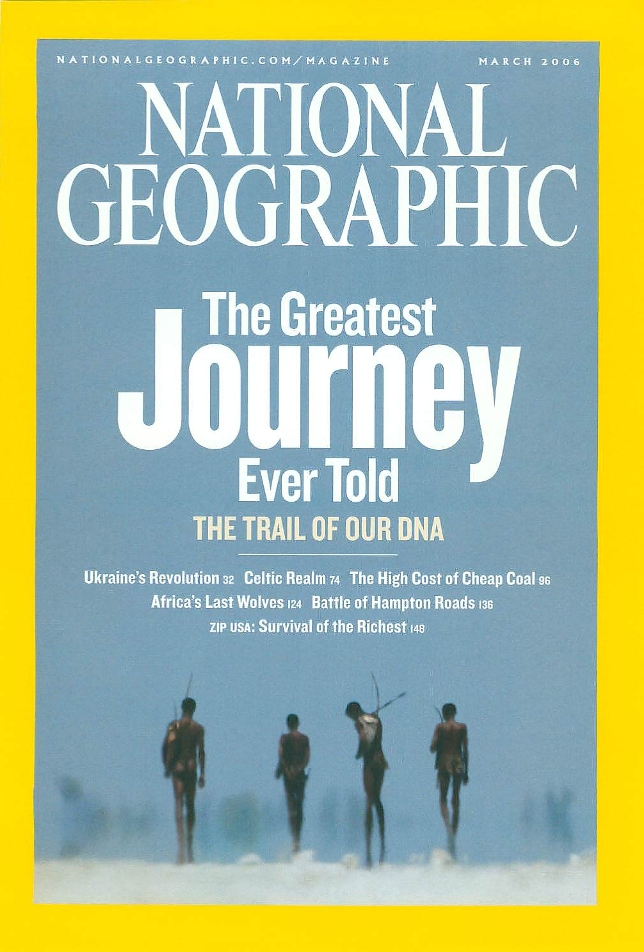 NATIONALGEOGRAPHIC.COM/MAGAZINE MARCH 2006
NATIONAL
GEOGRAPHIC
The Greatest
Journey
Ever Told
THE TRAIL OF OUR DNA
Ukraine's Revolution 32 Celtic Realm 74 The High Cost of Cheap Coal 96
Africa's Last Wolves 124 Battle of Hampton Roads 136
ZIP USA: Survival of the Richest 148